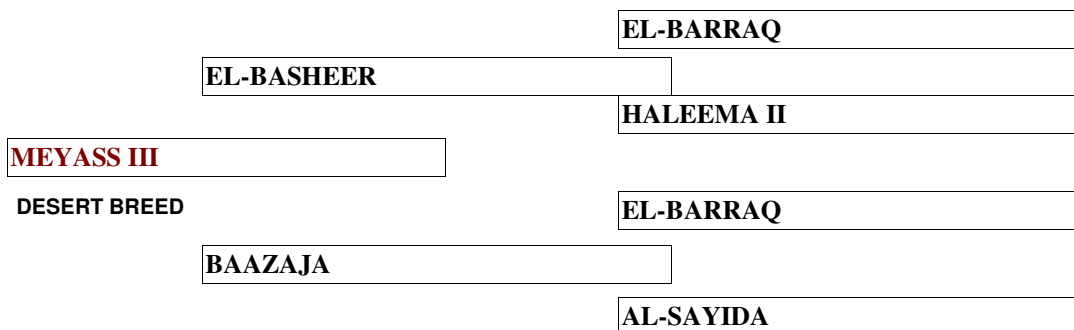 EL-BARRAQ
EL-BASHEER
HALEEMA II
MEYASS III
DESERT BREED
EL-BARRAQ
BAAZAJA
AL-SAYIDA